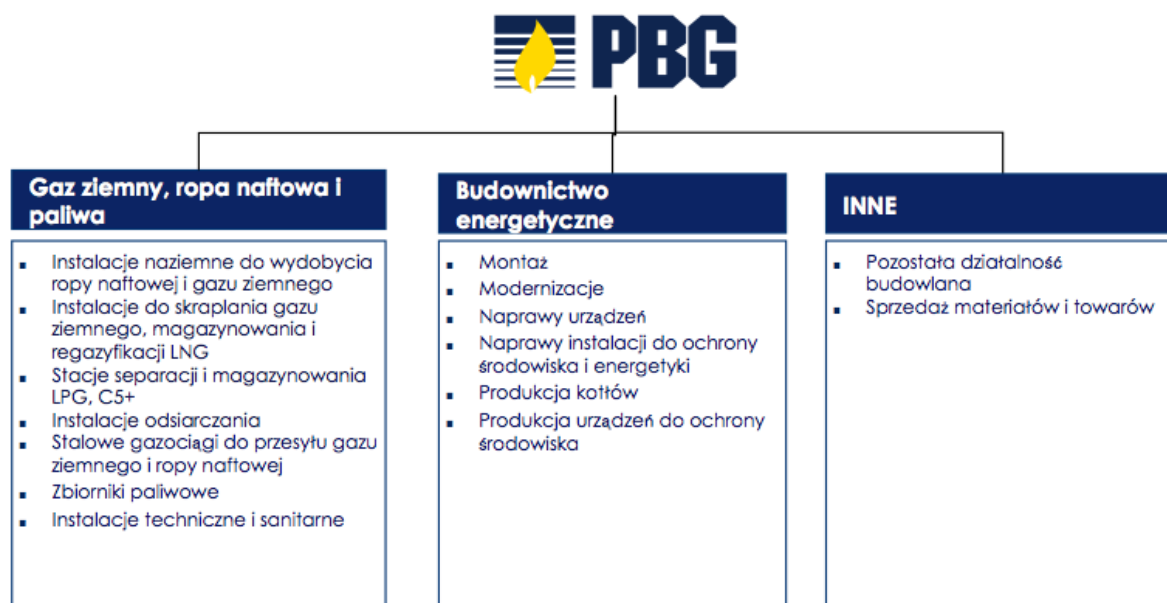 PBG
Gaz ziemny, ropa naftowa i
paliwa
▪ Instalacje naziemne do wydobycia
ropy naftowej i gazu ziemnego
▪ Instalacje do skraplania gazu
ziemnego, magazynowania i
regazyfikacji LNG
▪ Stacje separacji i magazynowania
LPG, C5+
▪ Instalacje odsiarczania
▪ Stalowe gazociągi do przesyłu gazu
ziemnego i ropy naftowej
▪ Zbiorniki paliwowe
▪ Instalacje techniczne i sanitarne
Budownictwo
energetyczne
▪ Montaż
▪ Modernizacje
▪ Naprawy urządzeń
▪ Naprawy instalacji do ochrony
środowiska i energetyki
▪ Produkcja kotłów
▪ Produkcja urządzeń do ochrony
środowiska
INNE
▪ Pozostała działalność
budowlana
▪ Sprzedaż materiałów i towarów